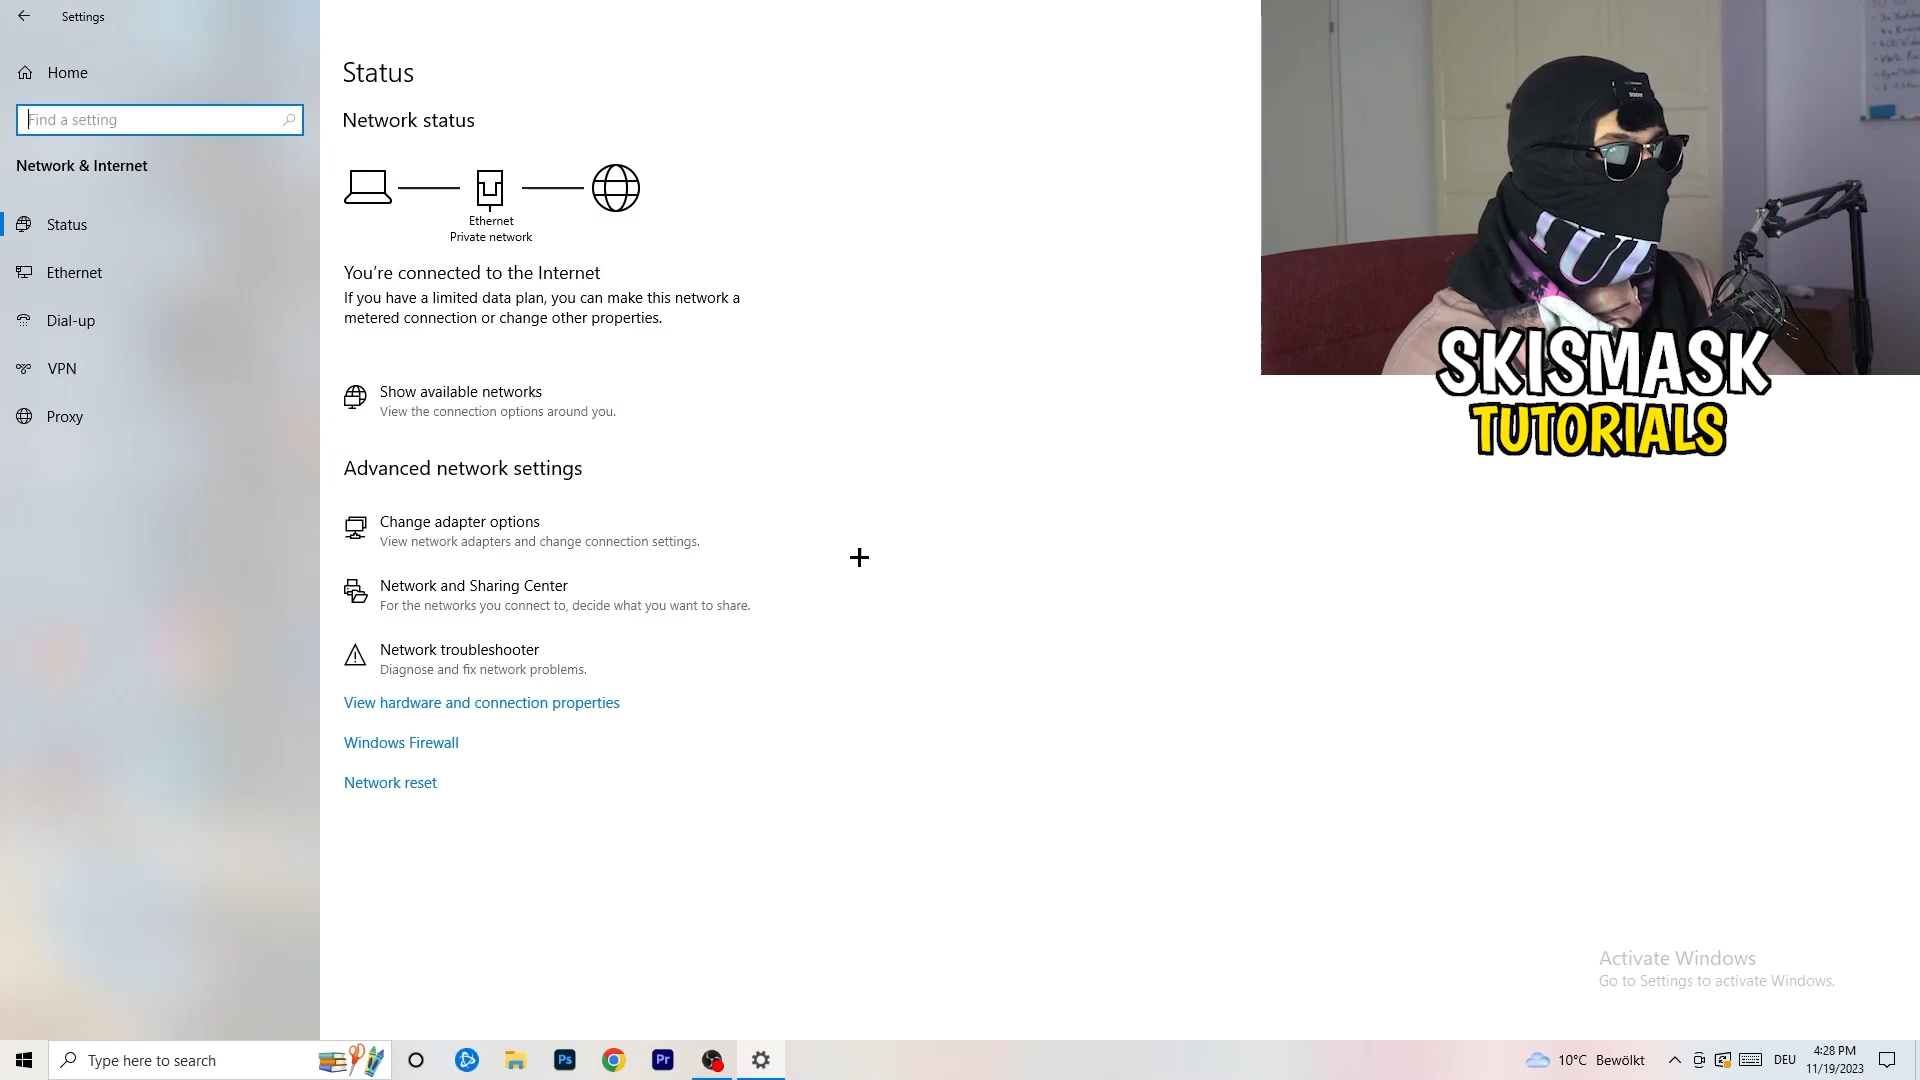 Settings
Home
Find a setting
Network & Internet
Status
Ethernet
Dial-up
VPN
Proxy
Status
Network status
Ethernet
Private network
You're connected to the Internet
If you have a limited data plan, you can make this network a
metered connection or change other properties.
Show available networks
View the connection options around you.
Advanced network settings
Change adapter options
View network adapters and change connection settings.
Network and Sharing Center
For the networks you connect to, decide what you want to share.
Network troubleshooter
Diagnose and fix network problems.
View hardware and connection properties
Windows Firewall
Network reset
SKISMASK
TUTORIALS
Activate Windows
Go to Settings to activate Windows.
Type here to search
Ps
Pr
10°C Bewölkt
DEU
4:28 PM
11/19/2023